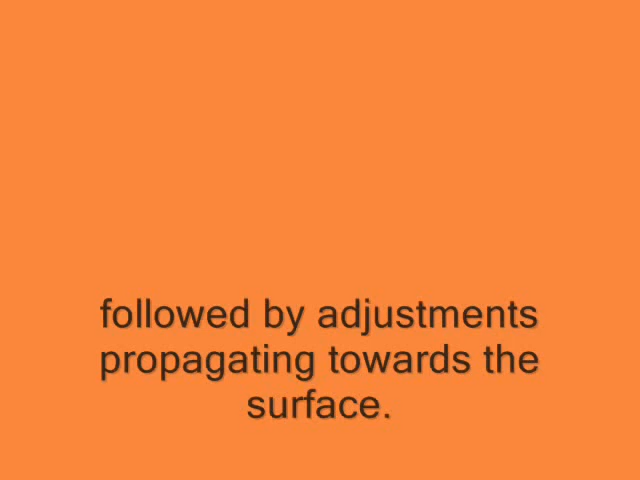 followed by adjustments
propagating towards the
surface.